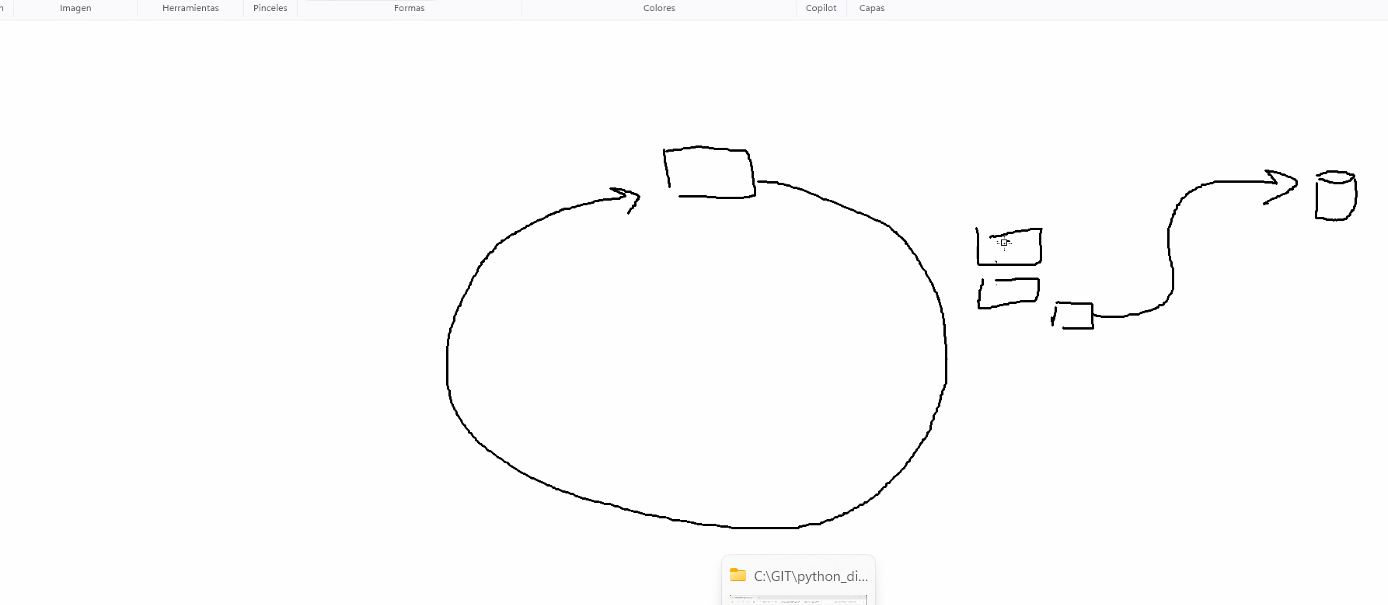 Imagen Herramientas Pinceles Formas Colores Copilot Capas
C:\GIT\python_di...